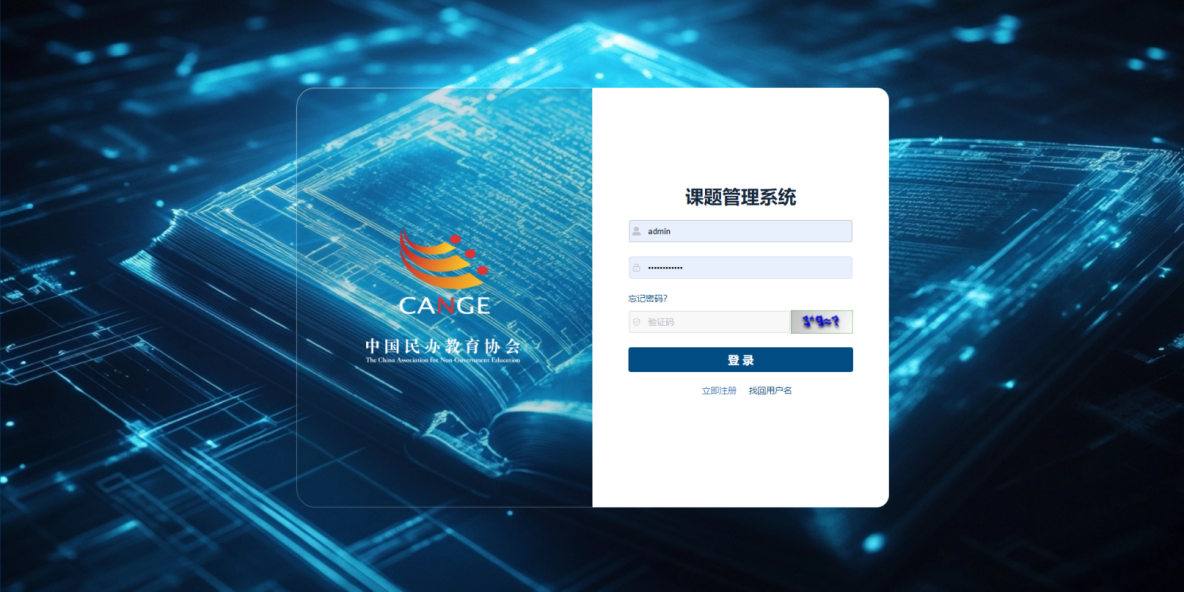 CANGE
中国民办教育协会
The China Association for Non-Government Education
课题管理系统
admin
••••••••••••
忘记密码?
验证码
登录
立即注册 找回用户名